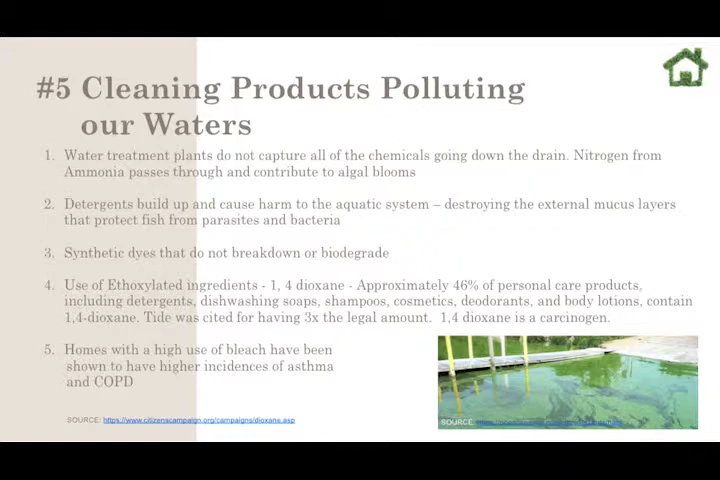 #5 Cleaning Products Polluting
our Waters
1. Water treatment plants do not capture all of the chemicals going down the drain. Nitrogen from
Ammonia passes through and contribute to algal blooms
2. Detergents build up and cause harm to the aquatic system – destroying the external mucus layers
that protect fish from parasites and bacteria
3. Synthetic dyes that do not breakdown or biodegrade
4. Use of Ethoxylated ingredients - 1, 4 dioxane - Approximately 46% of personal care products,
including detergents, dishwashing soaps, shampoos, cosmetics, deodorants, and body lotions, contain
1,4-dioxane. Tide was cited for having 3x the legal amount. 1,4 dioxane is a carcinogen.
5. Homes with a high use of bleach have been
shown to have higher incidences of asthma
and COPD
SOURCE: https://www.citizenscampaign.org/campaigns/dioxane.asp
SOURCE: